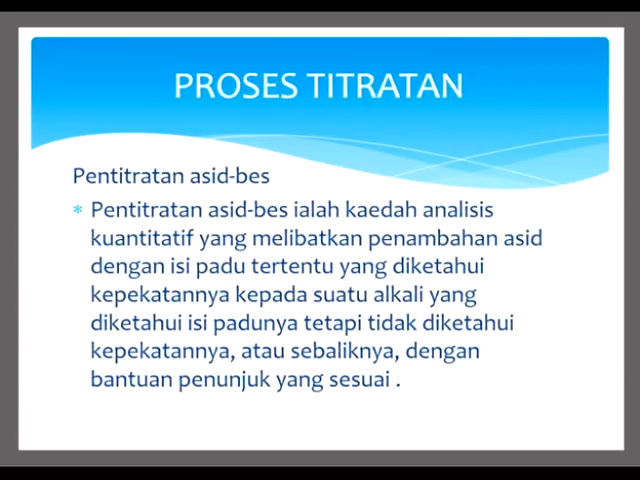 PROSES TITRATAN
Pentitratan asid-bes
* Pentitratan asid-bes ialah kaedah analisis
kuantitatif yang melibatkan penambahan asid
dengan isi padu tertentu yang diketahui
kepekatannya kepada suatu alkali yang
diketahui isi padunya tetapi tidak diketahui
kepekatannya, atau sebaliknya, dengan
bantuan penunjuk yang sesuai .